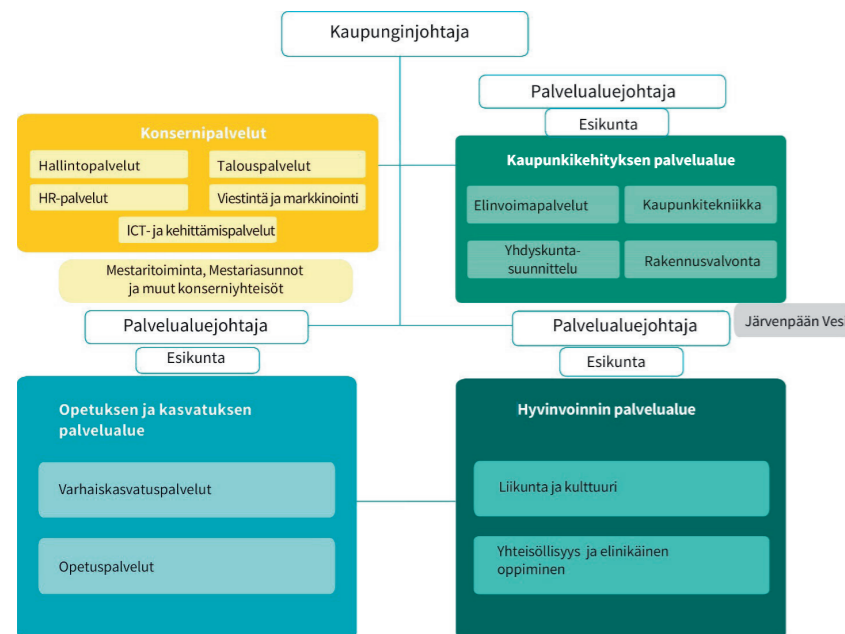 Kaupunginjohtaja
Palvelualuejohtaja
Esikunta
Konsernipalvelut
Hallintopalvelut
Talouspalvelut
HR-palvelut
Viestintä ja markkinointi
ICT- ja kehittämispalvelut
Mestaritoiminta, Mestariasunnot
ja muut konserniyhteisöt
Kaupunkikehityksen palvelualue
Elinvoimapalvelut
Kaupunkitekniikka
Yhdyskunta-
suunnittelu
Rakennusvalvonta
Järvenpään Vesi
Palvelualuejohtaja
Esikunta
Opetuksen ja kasvatuksen
palvelualue
Varhaiskasvatuspalvelut
Opetuspalvelut
Palvelualuejohtaja
Esikunta
Hyvinvoinnin palvelualue
Liikunta ja kulttuuri
Yhteisöllisyys ja elinikäinen
oppiminen